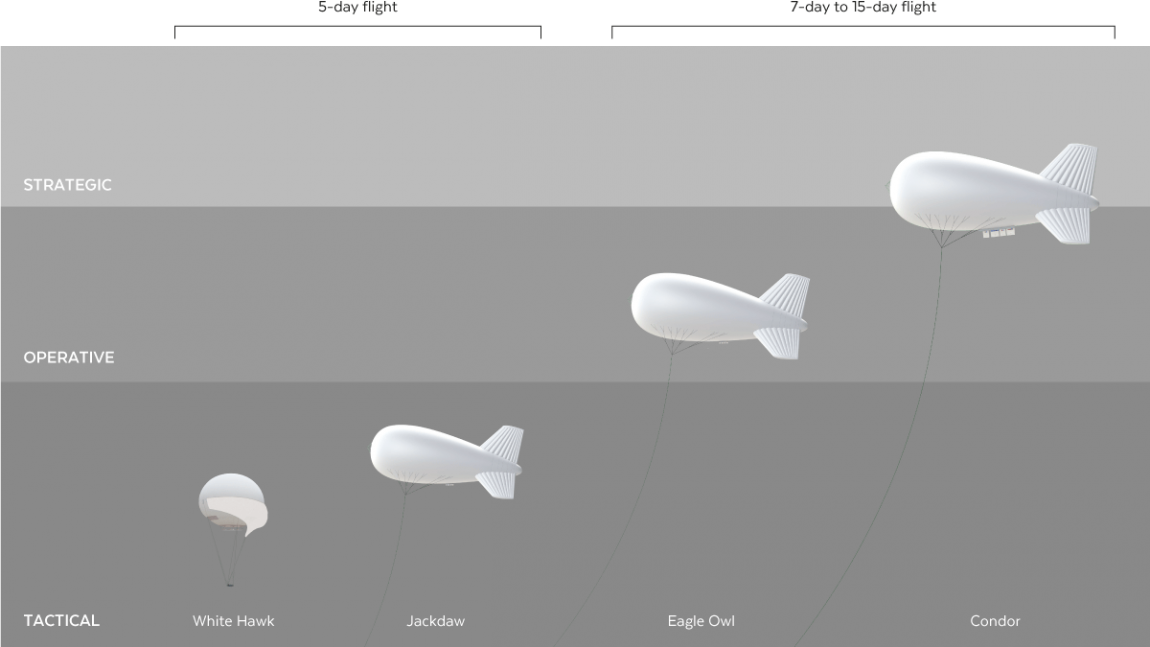 5-day flight
7-day to 15-day flight
STRATEGIC
OPERATIVE
TACTICAL
White Hawk
Jackdaw
Eagle Owl
Condor